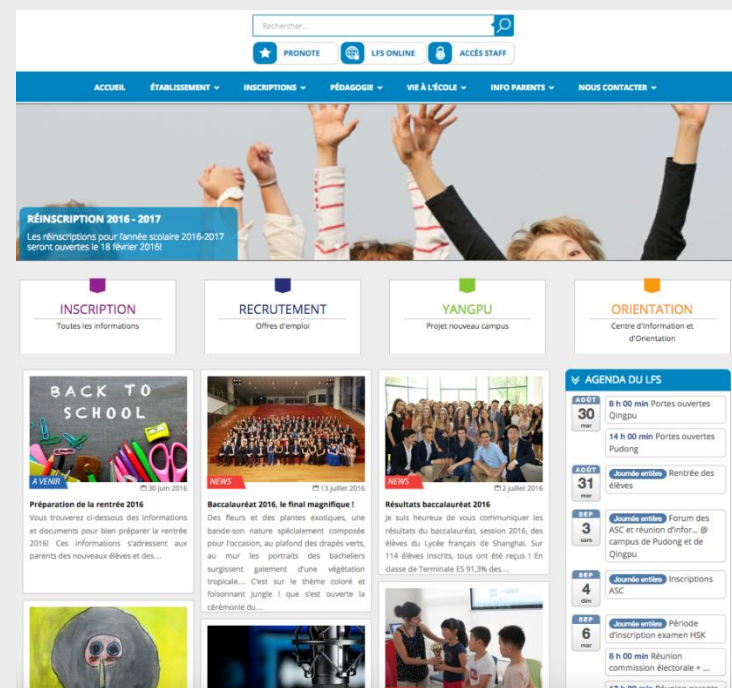 Rechercher...
PRONOTE
LFS ONLINE
ACCÈS STAFF
ACCUEIL
ÉTABLISSEMENT
INSCRIPTIONS
PÉDAGOGIE
VIE À L'ÉCOLE
INFO PARENTS
NOUS CONTACTER
RÉINSCRIPTION 2016 - 2017
Les réinscriptions pour l'année scolaire 2016-2017
seront ouvertes le 18 février 2016!
INSCRIPTION
Toutes les informations
RECRUTEMENT
Offres d'emploi
YANGPU
Projet nouveau campus
ORIENTATION
Centre d'Information et
d'Orientation
BACK TO
SCHOOL
A VENIR
30 juin 2016
Préparation de la rentrée 2016
Vous trouverez ci-dessous des informations
et documents pour bien préparer la rentrée
2016! Ces informations s'adressent aux
parents des nouveaux élèves et des...
NEWS
13 juillet 2016
Baccalauréat 2016, le final magnifique !
Des fleurs et des plantes exotiques, une
bande-son nature spécialement composée
pour l'occasion, au plafond des drapés verts,
au mur les portraits des bacheliers
surgissent gaiement d'une végétation
tropicale... C'est sur le thème coloré et
foisonnant Jungle ! que s'est ouverte la
cérémonie du...
NEWS
2 juillet 2016
Résultats baccalauréat 2016
Je suis heureux de vous communiquer les
résultats du baccalauréat, session 2016, des
élèves du Lycée français de Shanghai. Sur
114 élèves inscrits, tous ont été reçus ! En
classe de Terminale ES 91,3% des...
AGENDA DU LFS
AOÛT
30
mar
8 h 00 min Portes ouvertes
Qingpu
14 h 00 min Portes ouvertes
Pudong
AOÛT
31
mer
Journée entière Rentrée des
élèves
SEP
3
sam
Journée entière Forum des
ASC et réunion d'infor... @
campus de Pudong et de
Qingpu
SEP
4
dim
Journée entière Inscriptions
ASC
SEP
6
mar
Journée entière Période
d'inscription examen HSK
8 h 00 min Réunion
commission électorale + ...